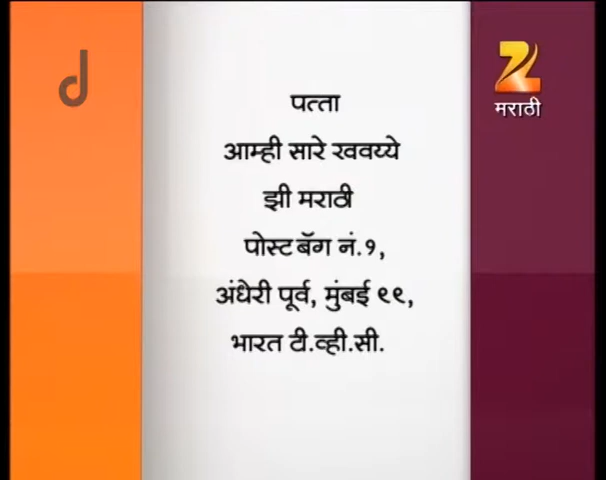 पत्ता
आम्ही सारे खवय्ये
झी मराठी
पोस्ट बॅग नं.१,
अंधेरी पूर्व, मुंबई ९९,
भारत टी.व्ही.सी.
मराठी